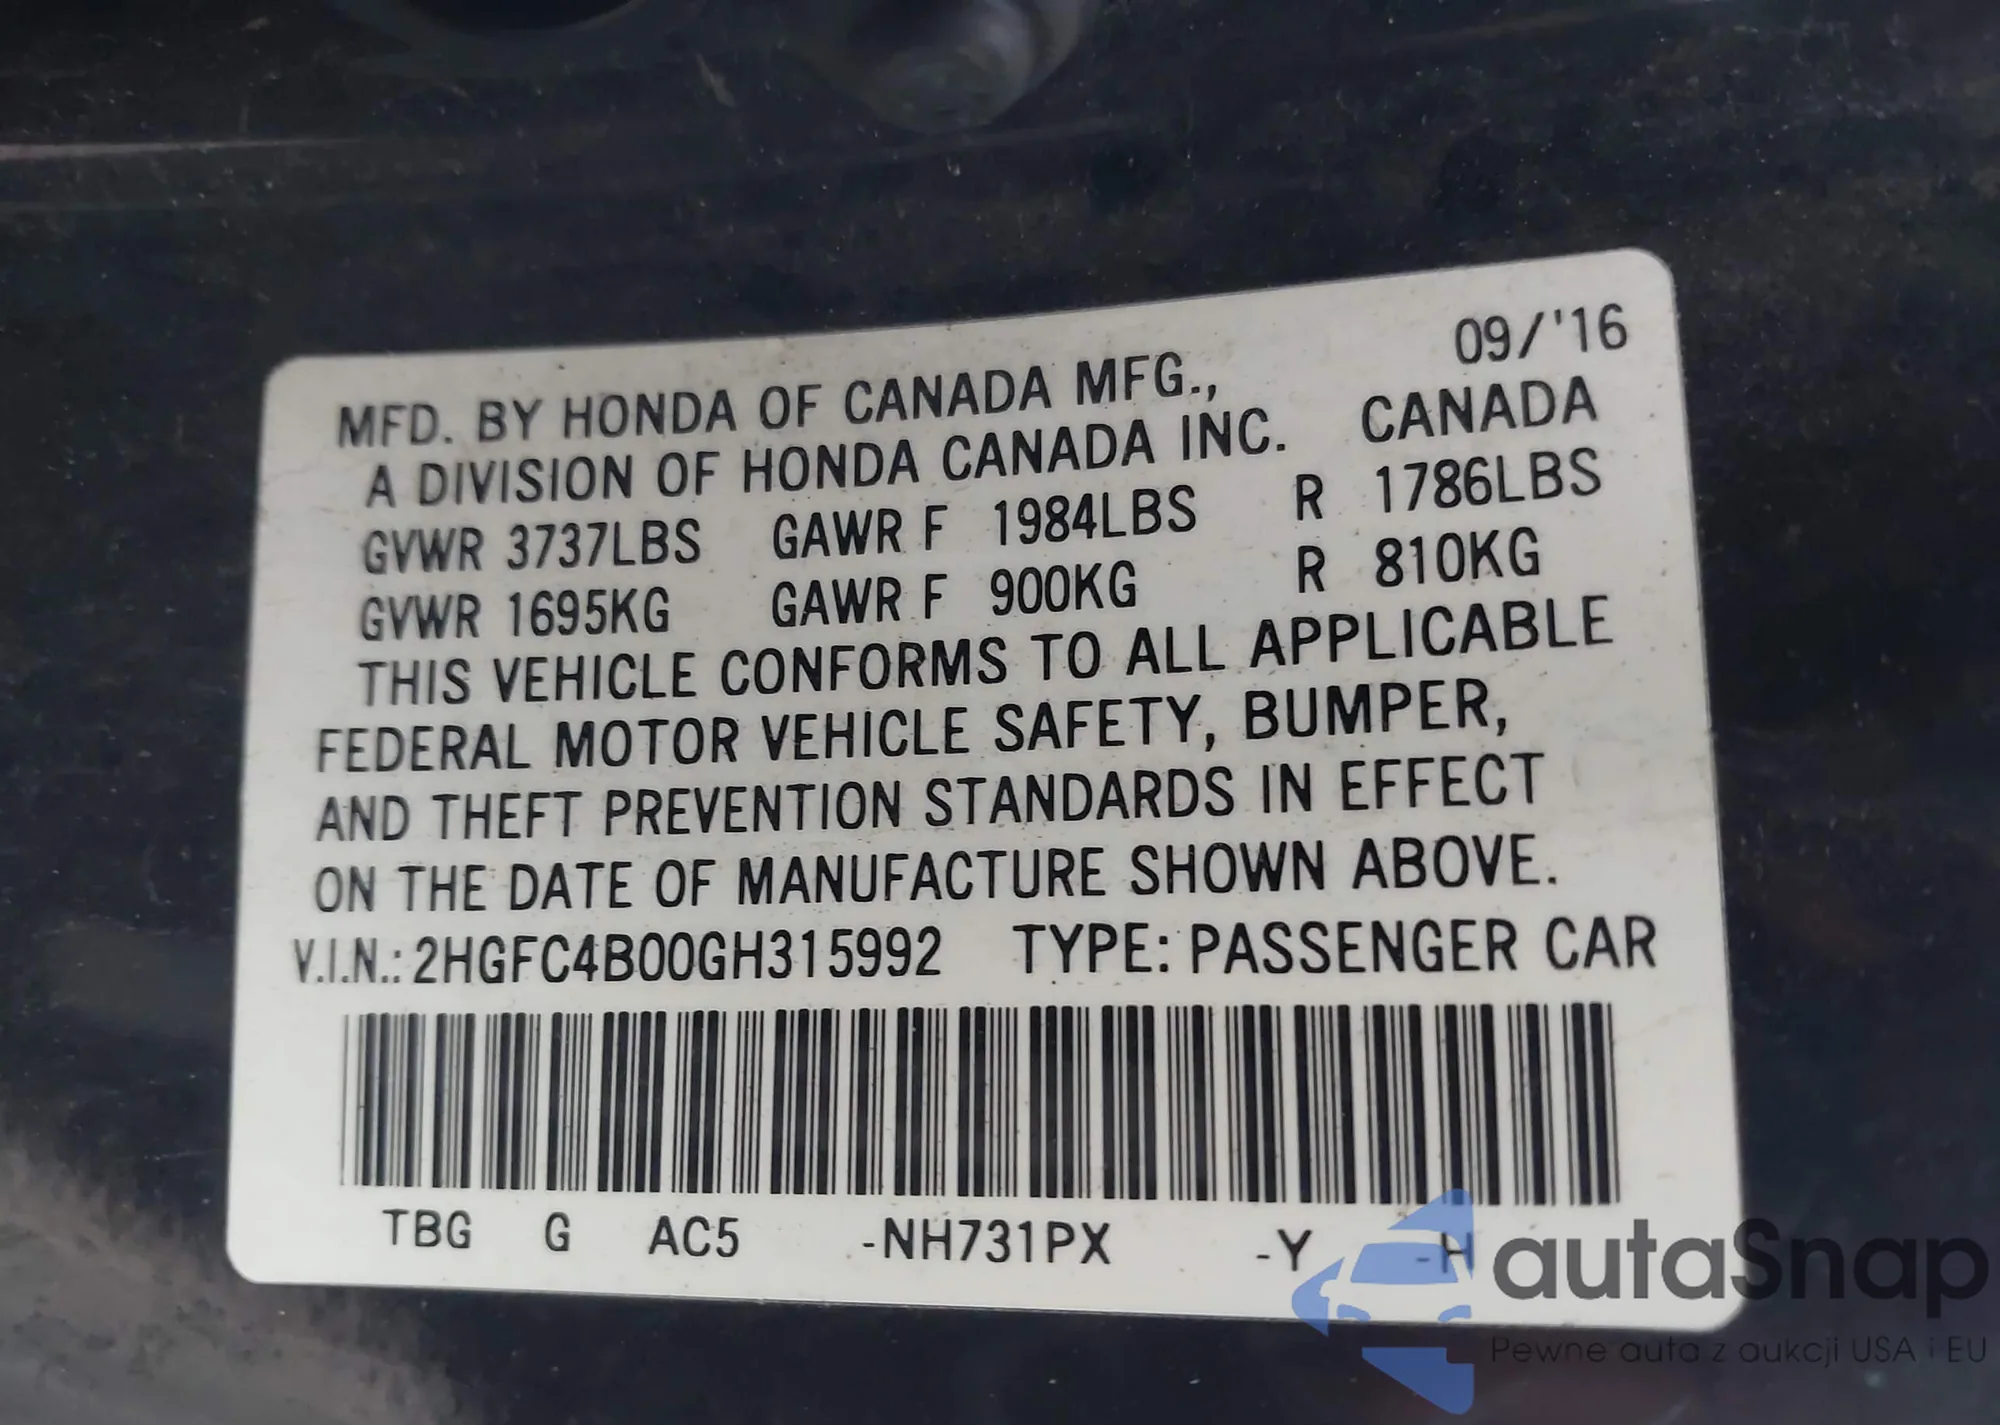 09/'16
MFD. BY HONDA OF CANADA MFG.,
A DIVISION OF HONDA CANADA INC. CANADA
GVWR 3737LBS GAWR F 1984LBS R 1786LBS
GVWR 1695KG GAWR F 900KG R 810KG
THIS VEHICLE CONFORMS TO ALL APPLICABLE
FEDERAL MOTOR VEHICLE SAFETY, BUMPER,
AND THEFT PREVENTION STANDARDS IN EFFECT
ON THE DATE OF MANUFACTURE SHOWN ABOVE.
V.I.N.: 2HGFC4B00GH315992 TYPE: PASSENGER CAR
TBG G AC5 -NH731PX -Y -H
autaSnap
Pewne auta z aukcji USA i EU